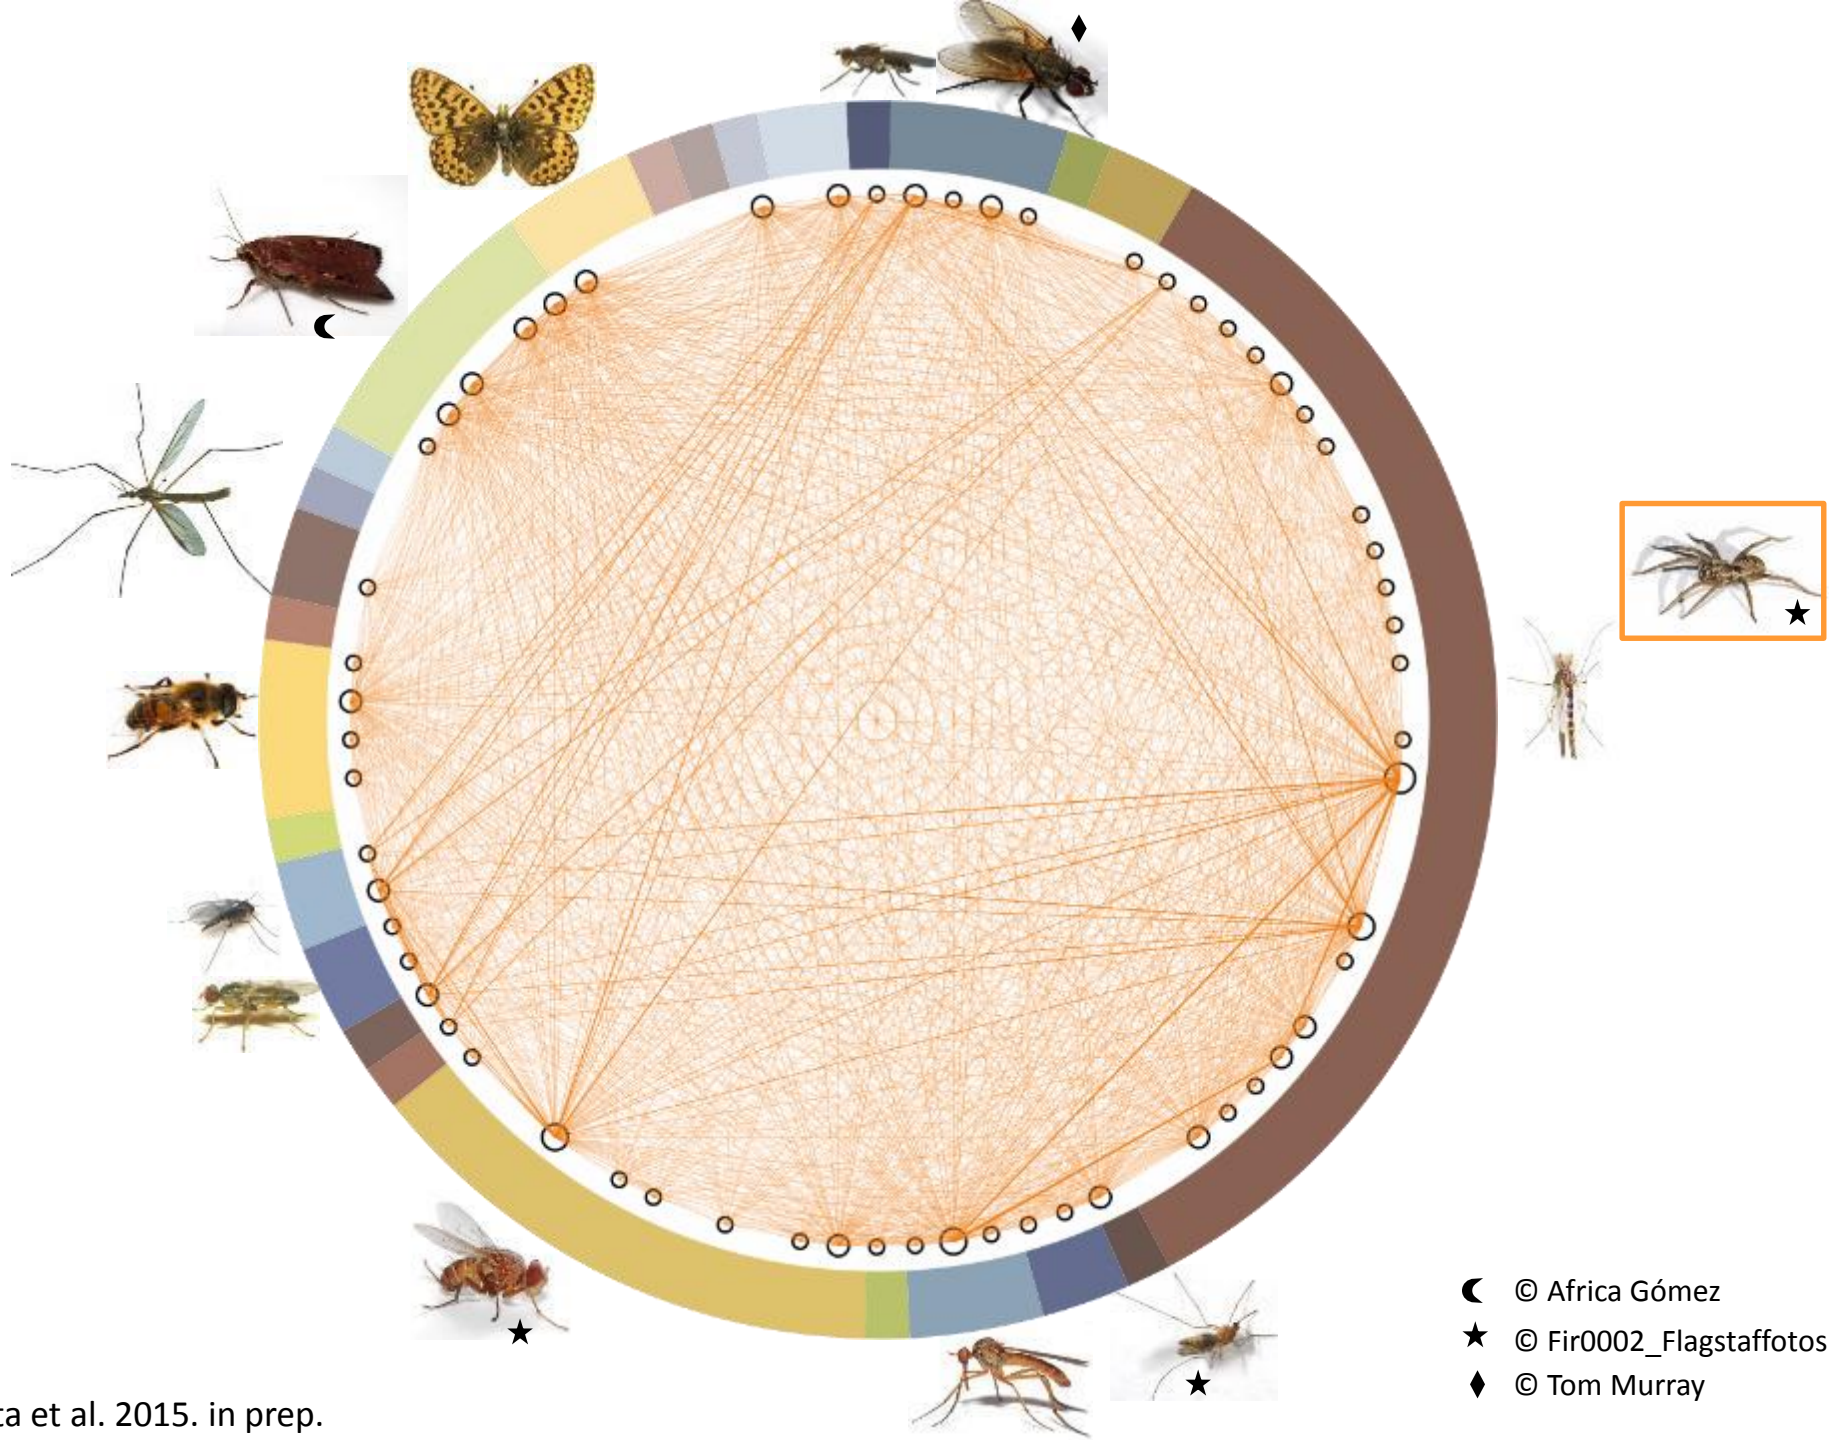 © Africa Gómez
© Fir0002_Flagstaffotos
© Tom Murray
et al. 2015. in prep.